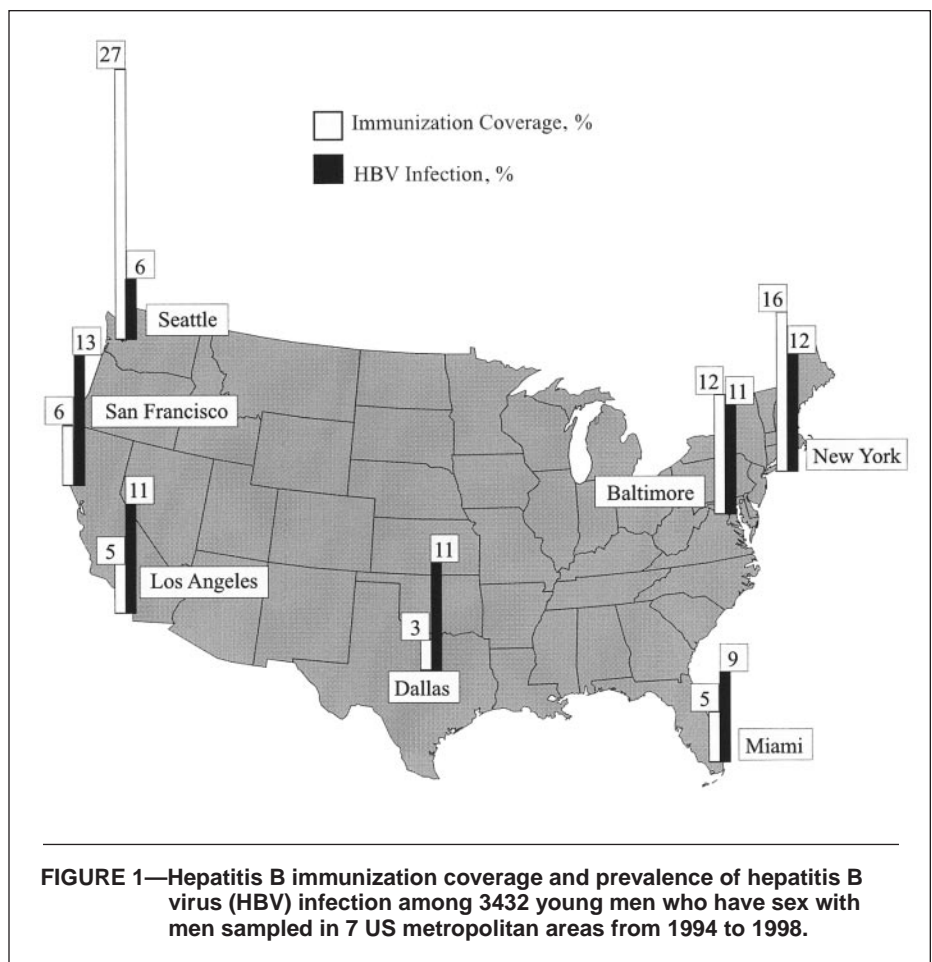 27
Immunization Coverage, %
HBV Infection, %
6
Seattle
13
6
San Francisco
11
5
Los Angeles
16
12
12
11
New York
Baltimore
11
3
Dallas
9
5
Miami
FIGURE 1—Hepatitis B immunization coverage and prevalence of hepatitis B
virus (HBV) infection among 3432 young men who have sex with
men sampled in 7 US metropolitan areas from 1994 to 1998.